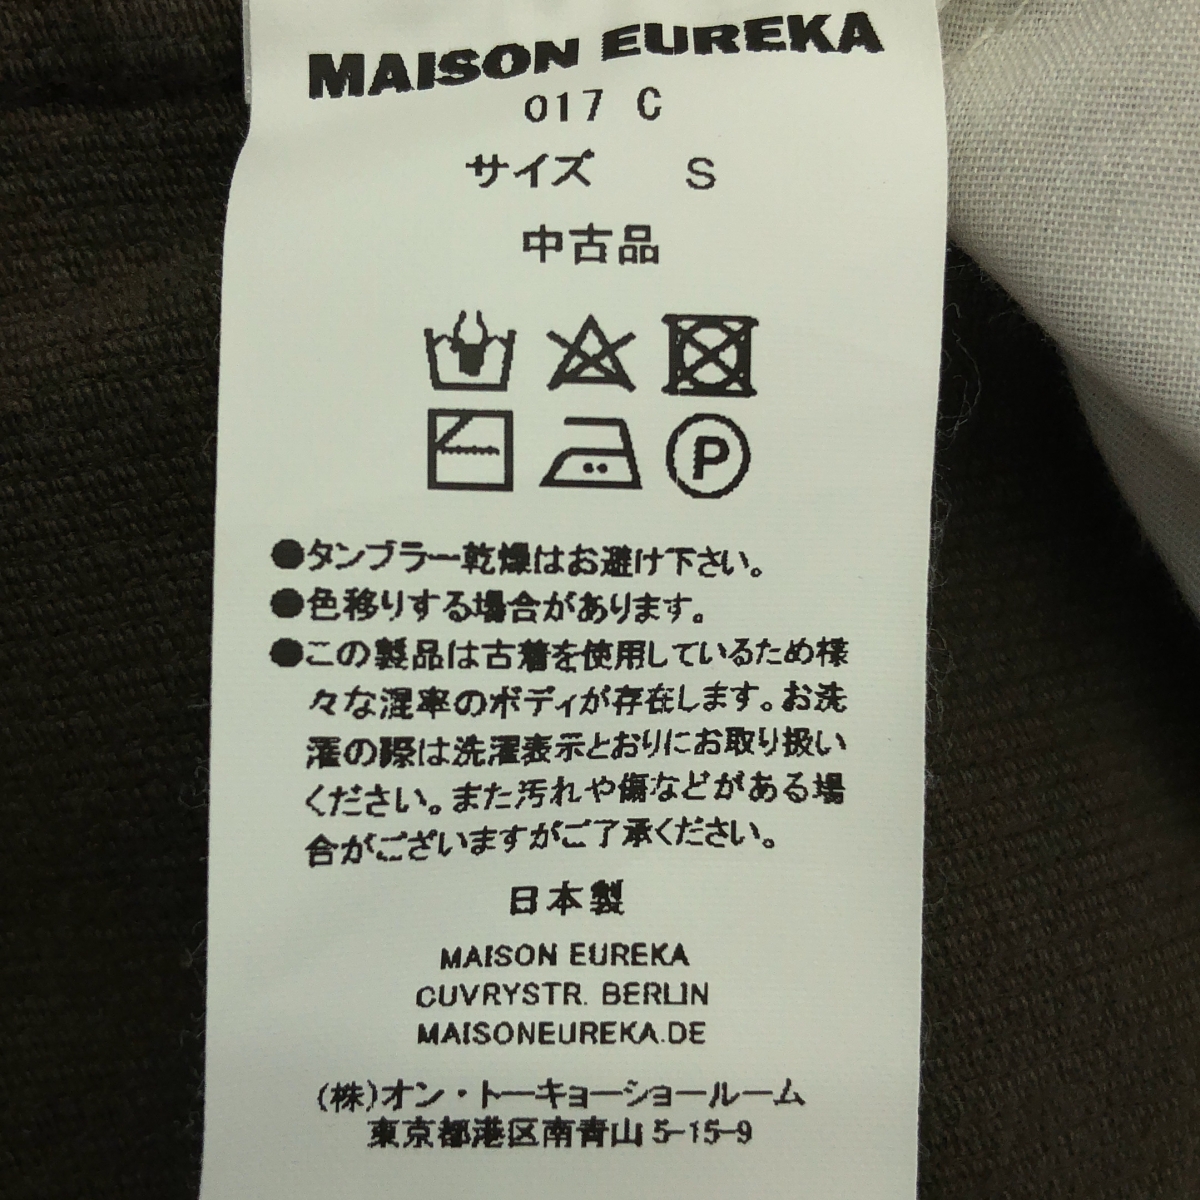 MAISON EUREKA
017 C
サイズ S
中古品
P
●タンブラー乾燥はお避け下さい。
●色移りする場合があります。
●この製品は古着を使用しているため様
々な混率のボディが存在します。お洗
濯の際は洗濯表示とおりにお取り扱い
ください。また汚れや傷などがある場
合がございますがご了承ください。
日本製
MAISON EUREKA
CUVRYSTR. BERLIN
MAISONEUREKA.DE
(株)オン・トーキョーショールーム
東京都港区南青山5-15-9